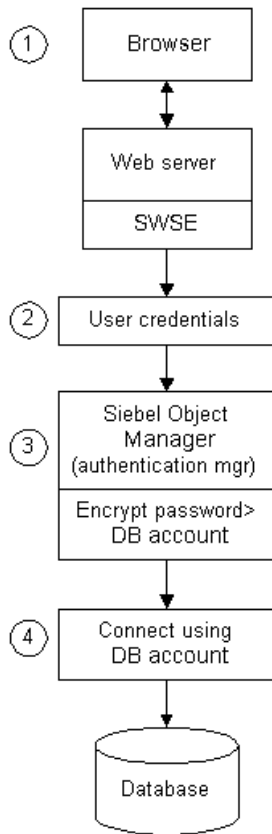 1
Browser
Web server
SWSE
2
User credentials
3
Siebel Object
Manager
(authentication mgr)
Encrypt password>
DB account
4
Connect using
DB account
Database